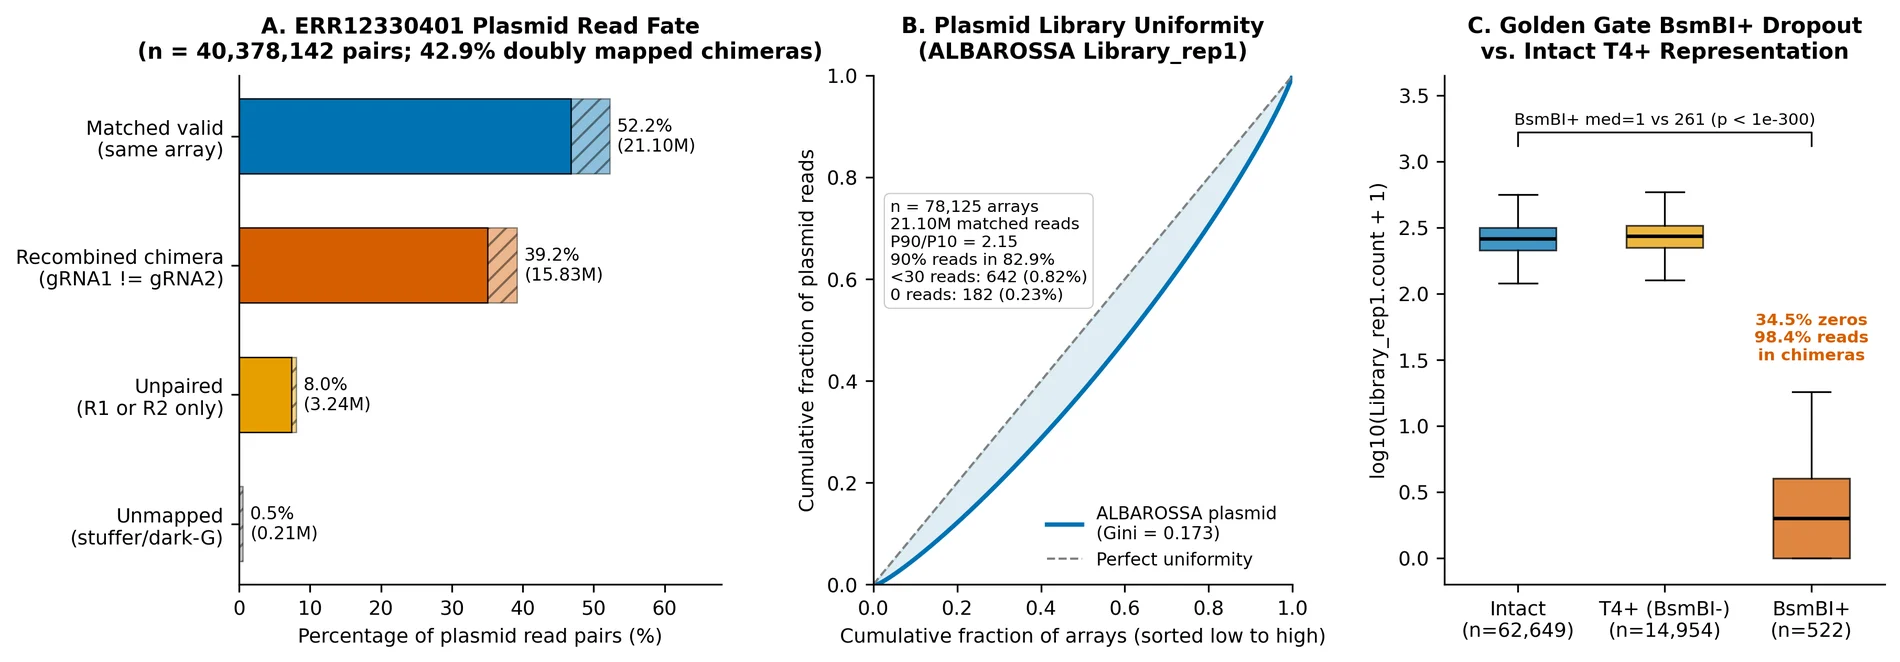 A. ERR12330401 Plasmid Read Fate
(n = 40,378,142 pairs; 42.9% doubly mapped chimeras)
Matched valid
(same array)
52.2%
(21.10M)
Recombined chimera
(gRNA1 != gRNA2)
39.2%
(15.83M)
Unpaired
(R1 or R2 only)
8.0%
(3.24M)
Unmapped
(stuffer/dark-G)
0.5%
(0.21M)
0 10 20 30 40 50 60
Percentage of plasmid read pairs (%)
B. Plasmid Library Uniformity
(ALBAROSSA Library_rep1)
Cumulative fraction of plasmid reads
1.0
0.8
0.6
0.4
0.2
0.0
n = 78,125 arrays
21.10M matched reads
P90/P10 = 2.15
90% reads in 82.9%
<30 reads: 642 (0.82%)
0 reads: 182 (0.23%)
ALBAROSSA plasmid
(Gini = 0.173)
Perfect uniformity
0.0 0.2 0.4 0.6 0.8 1.0
Cumulative fraction of arrays (sorted low to high)
C. Golden Gate BsmBI+ Dropout
vs. Intact T4+ Representation
log10(Library_rep1.count + 1)
3.5
3.0
2.5
2.0
1.5
1.0
0.5
0.0
BsmBI+ med=1 vs 261 (p < 1e-300)
34.5% zeros
98.4% reads
in chimeras
Intact
(n=62,649)
T4+ (BsmBI-)
(n=14,954)
BsmBI+
(n=522)